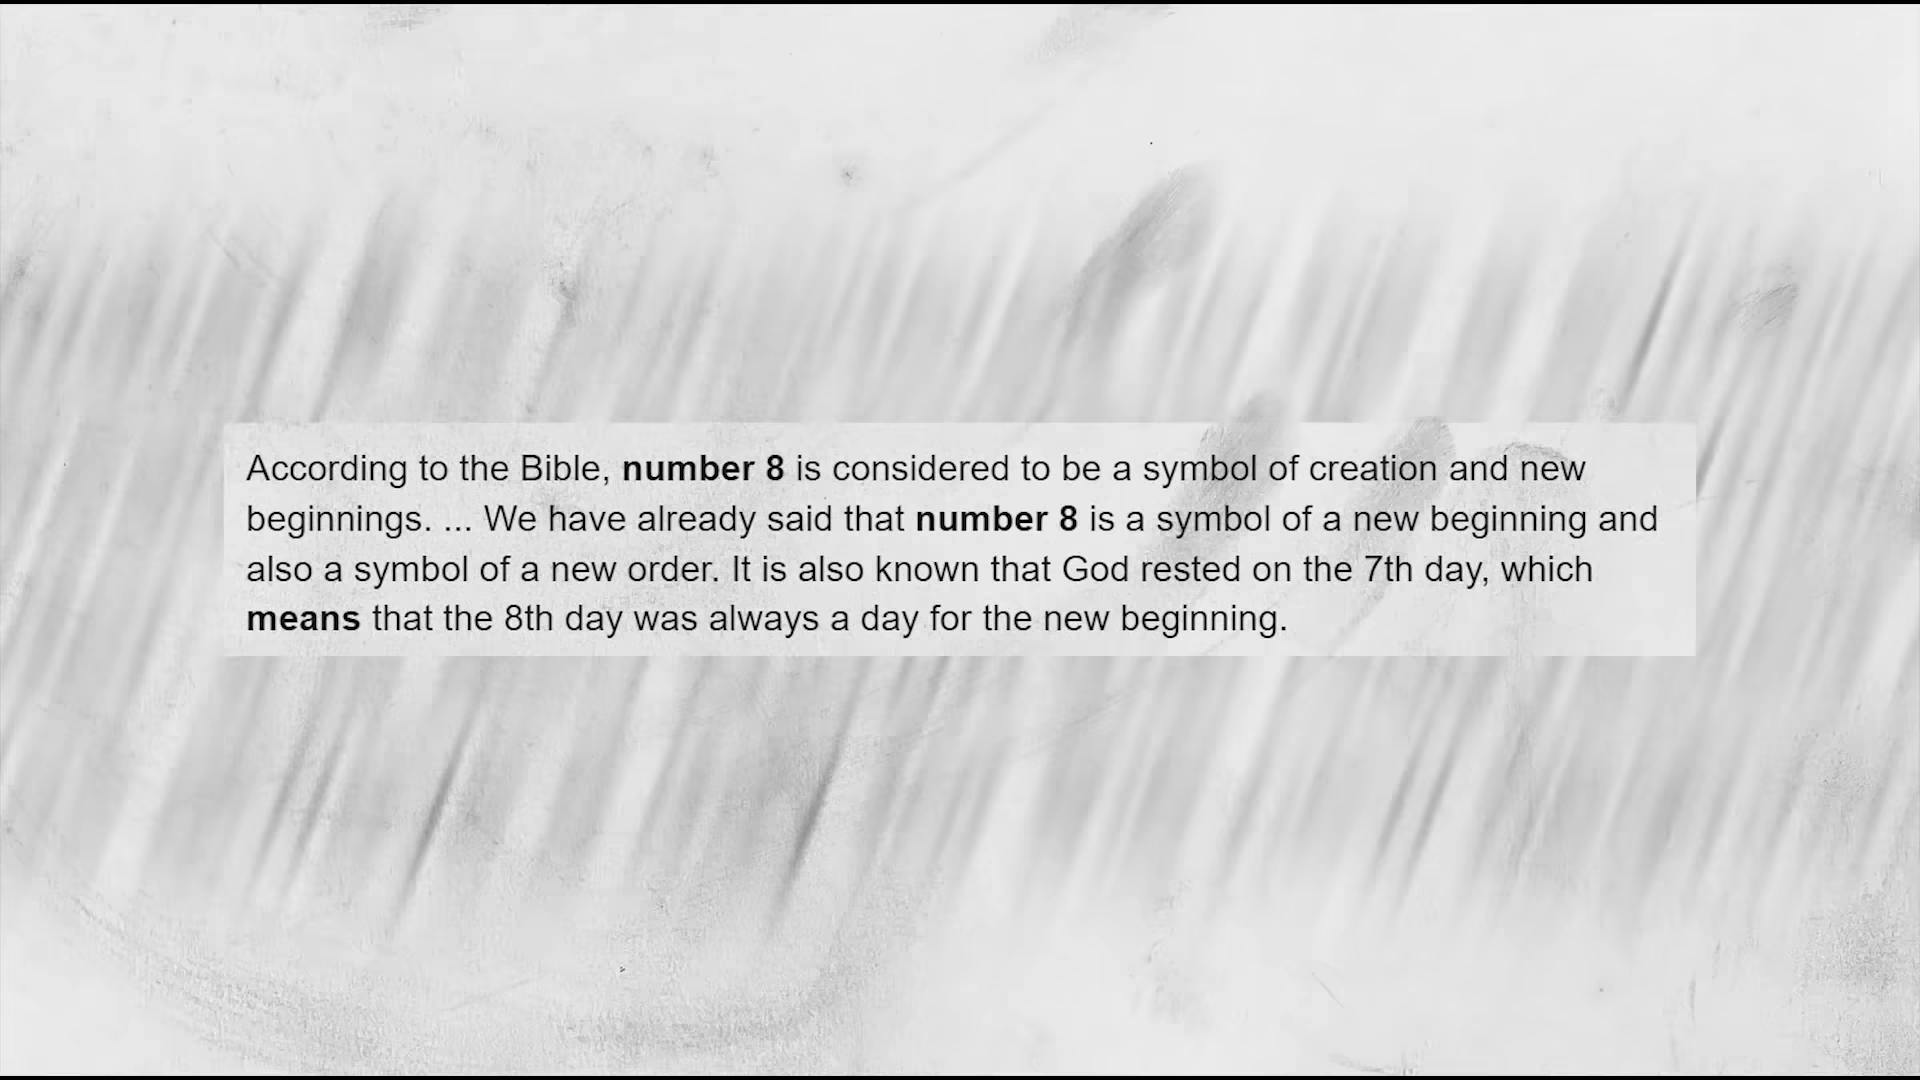 According to the Bible, number 8 is considered to be a symbol of creation and new
beginnings. ... We have already said that number 8 is a symbol of a new beginning and
also a symbol of a new order. It is also known that God rested on the 7th day, which
means that the 8th day was always a day for the new beginning.